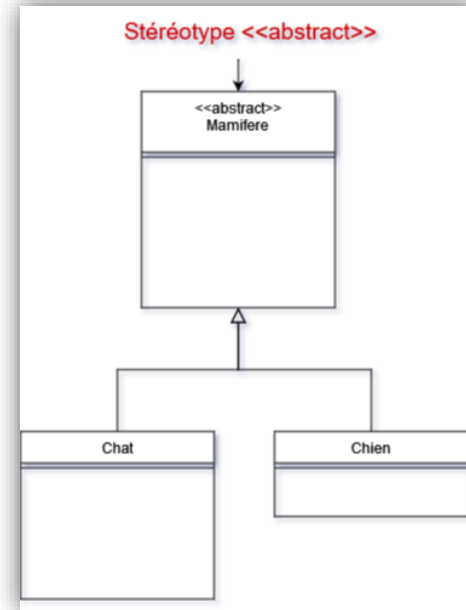 Stéréotype <<abstract>>
<<abstract>>
Mamifere
Chat
Chien